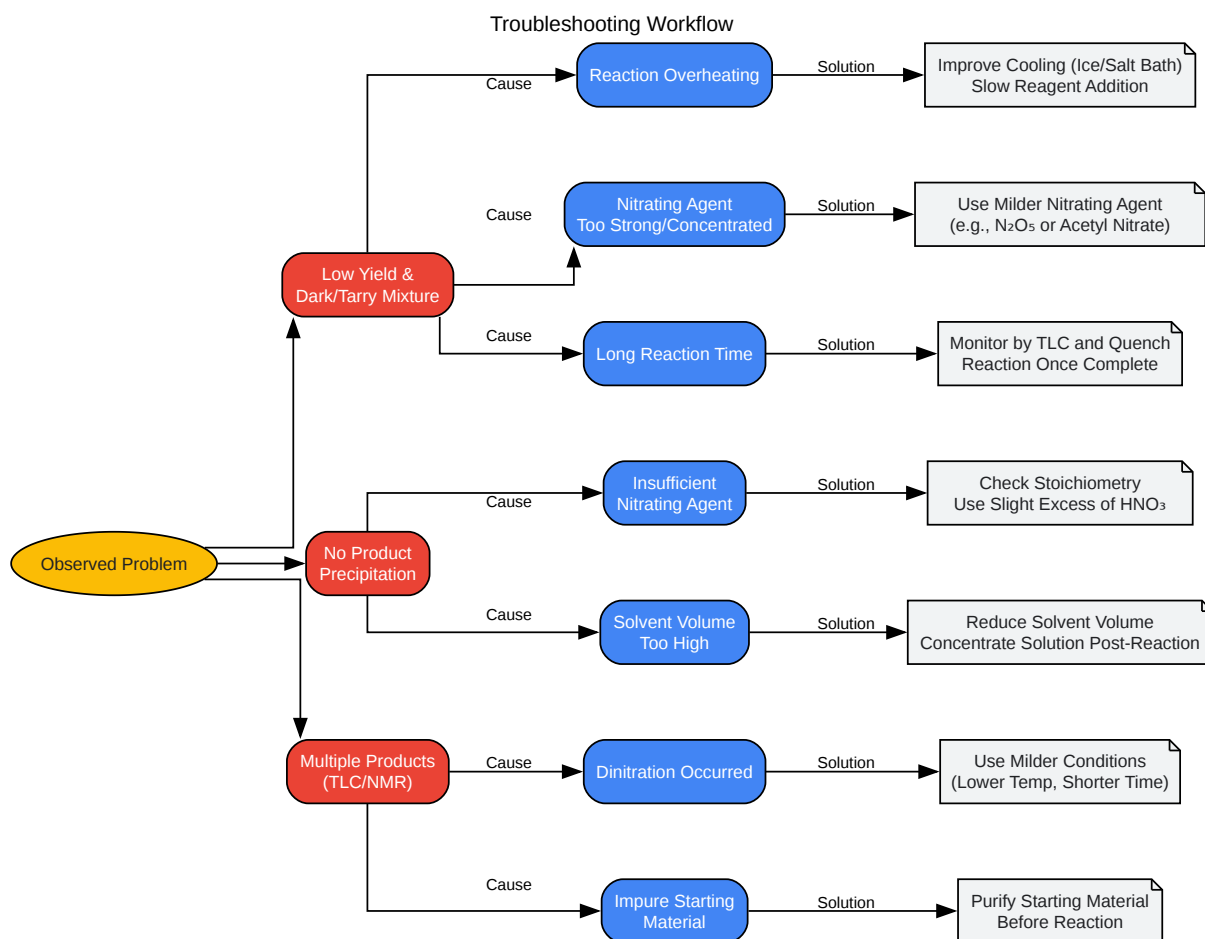 Troubleshooting Workflow
Cause
Reaction Overheating
Solution
Improve Cooling (Ice/Salt Bath)
Slow Reagent Addition
Cause
Nitrating Agent
Too Strong/Concentrated
Solution
Use Milder Nitrating Agent
(e.g., N₂O₅ or Acetyl Nitrate)
Low Yield &
Dark/Tarry Mixture
Cause
Long Reaction Time
Solution
Monitor by TLC and Quench
Reaction Once Complete
Cause
Insufficient
Nitrating Agent
Solution
Check Stoichiometry
Use Slight Excess of HNO₃
Observed Problem
No Product
Precipitation
Cause
Solvent Volume
Too High
Solution
Reduce Solvent Volume
Concentrate Solution Post-Reaction
Multiple Products
(TLC/NMR)
Cause
Dinitration Occurred
Solution
Use Milder Conditions
(Lower Temp, Shorter Time)
Cause
Impure Starting
Material
Solution
Purify Starting Material
Before Reaction